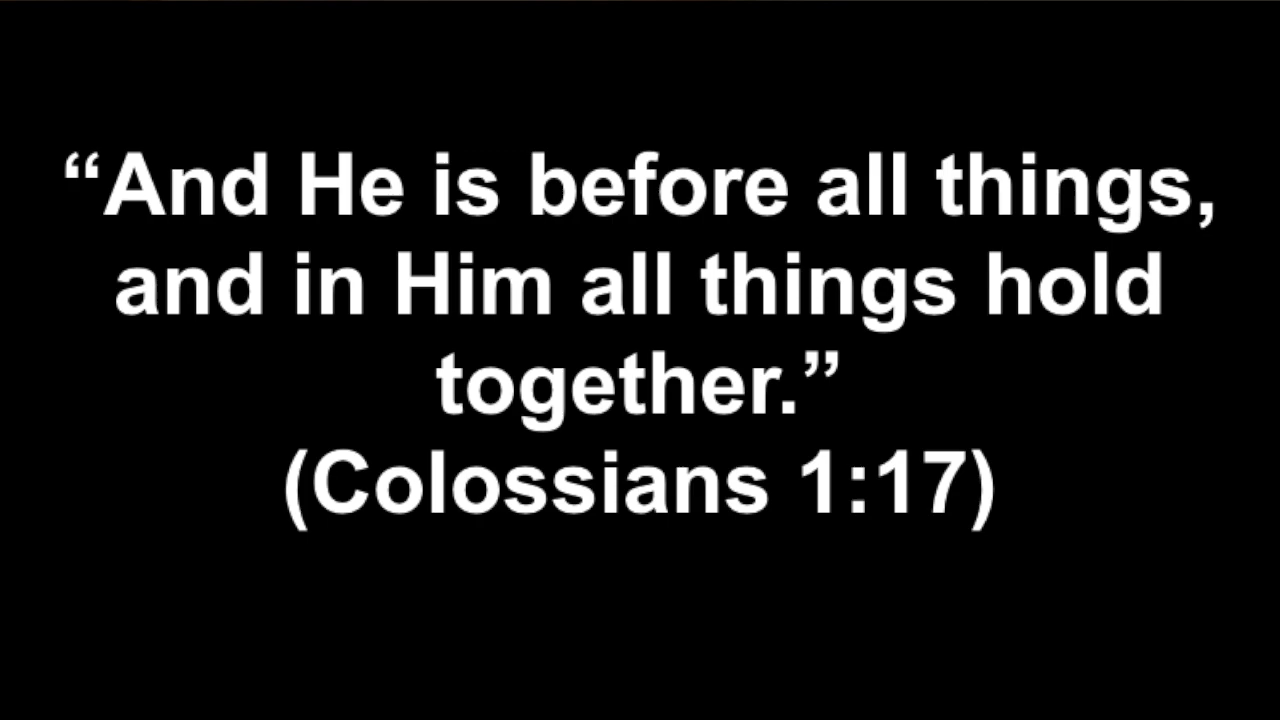 “And He is before all things,
and in Him all things hold
together.”
(Colossians 1:17)